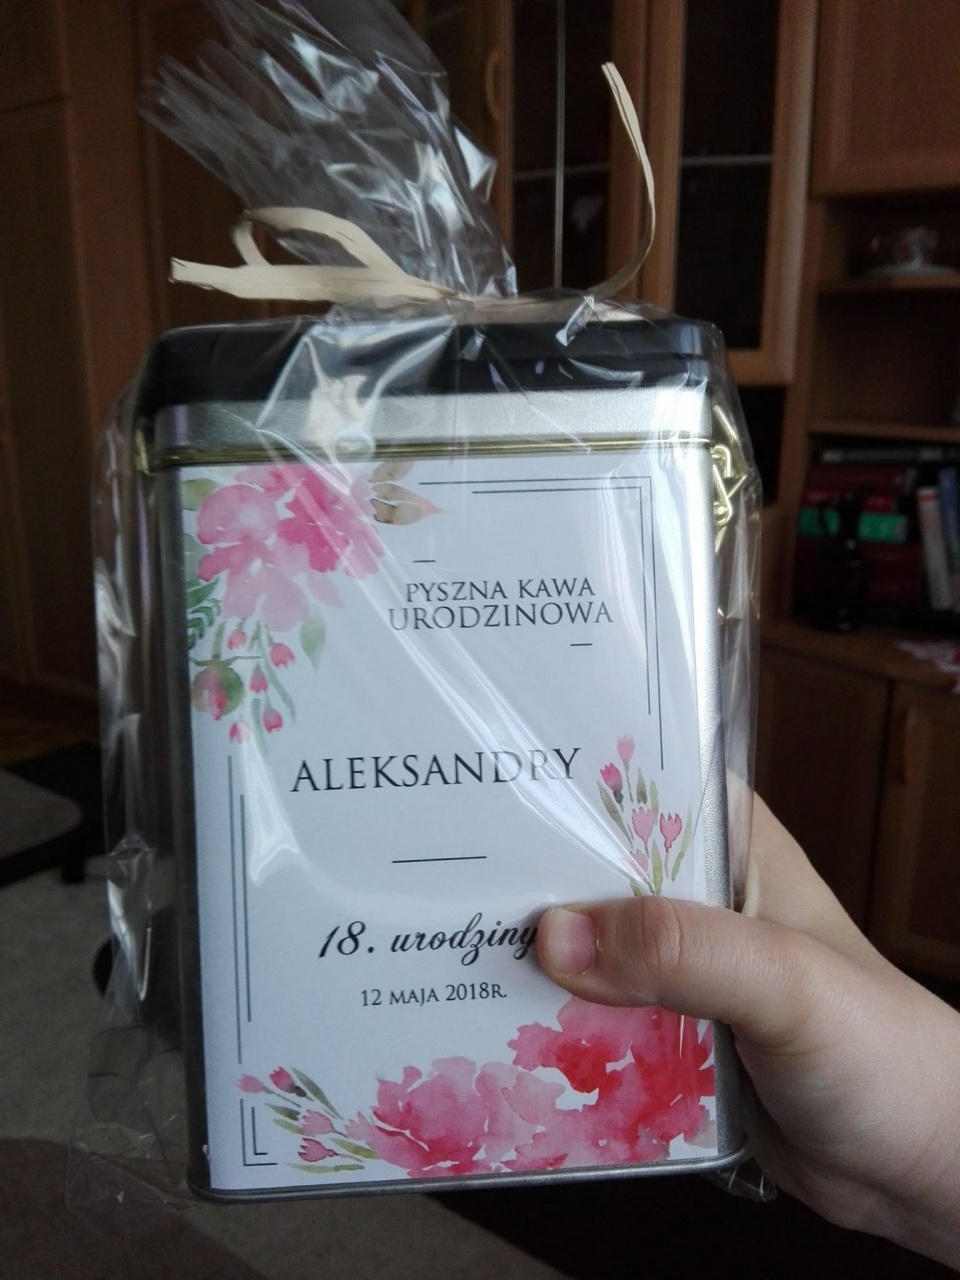 PYSZNA KAWA
URODZINOWA
ALEKSANDRY
18. urodziny
12 MAJA 2018R.